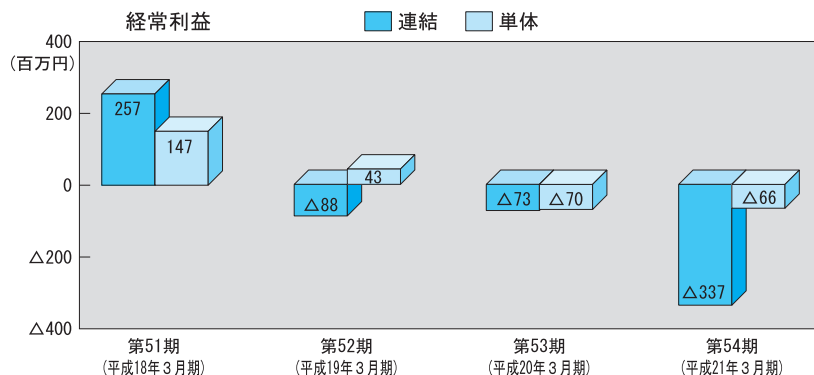 経常利益
連結
単体
400
(百万円)
200
0
△200
△400
257
147
△88
43
△73
△70
△337
△66
第51期
(平成18年3月期)
第52期
(平成19年3月期)
第53期
(平成20年3月期)
第54期
(平成21年3月期)